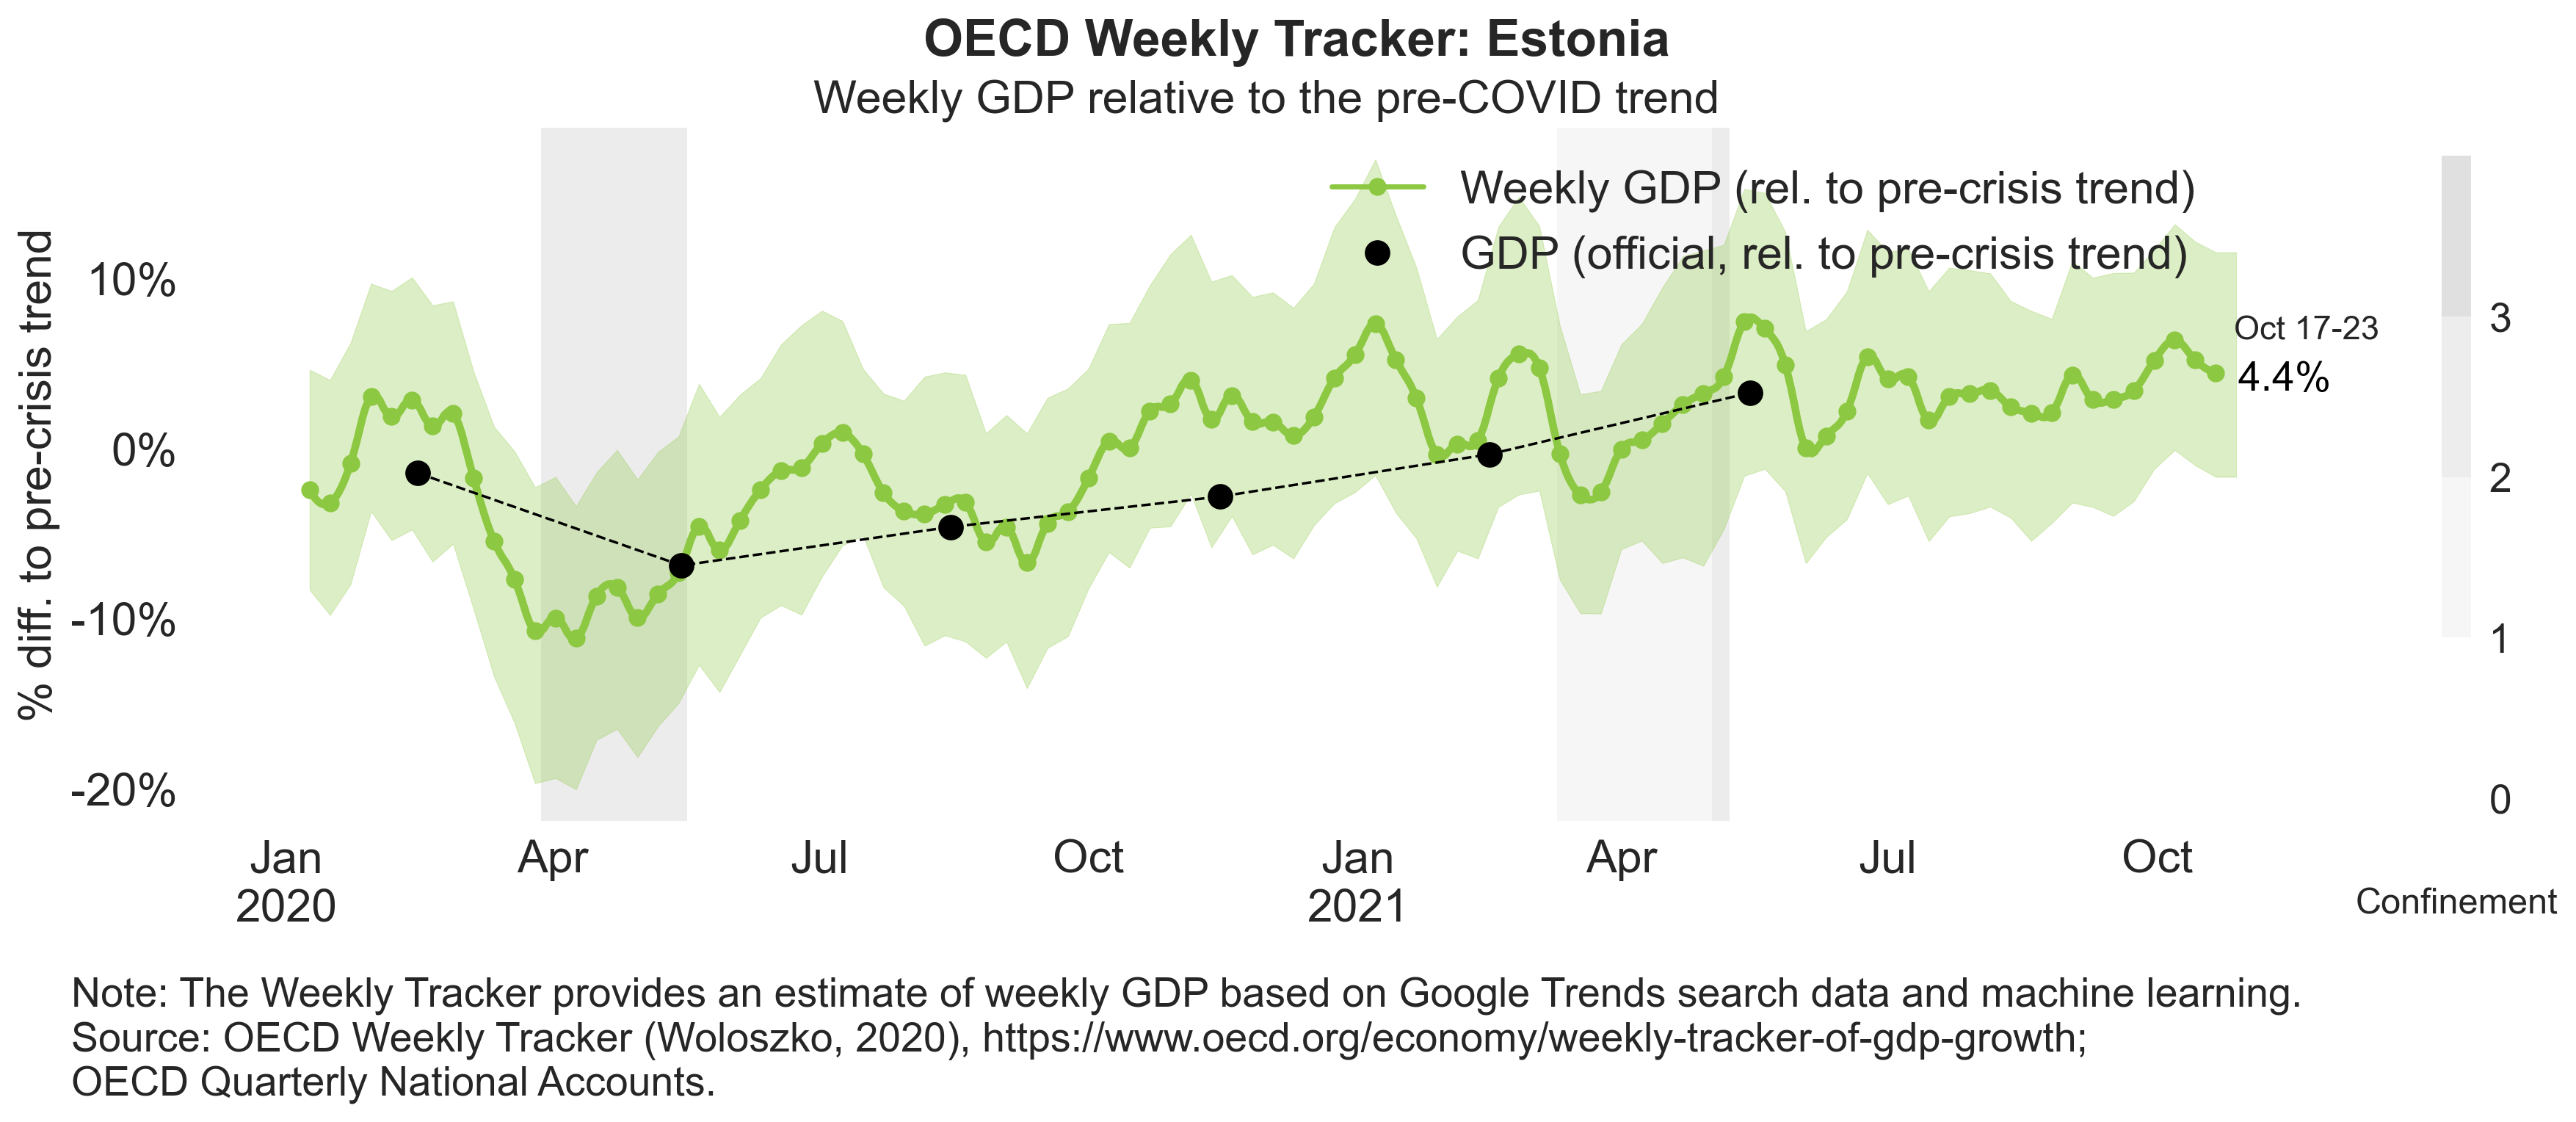 OECD Weekly Tracker: Estonia
Weekly GDP relative to the pre-COVID trend
Weekly GDP (rel. to pre-crisis trend)
GDP (official, rel. to pre-crisis trend)
% diff. to pre-crisis trend
10%
0%
-10%
-20%
Oct 17-23
4.4%
3
2
1
0
Jan
2020
Apr
Jul
Oct
Jan
2021
Apr
Jul
Oct
Confinement
Note: The Weekly Tracker provides an estimate of weekly GDP based on Google Trends search data and machine learning.
Source: OECD Weekly Tracker (Woloszko, 2020), https://www.oecd.org/economy/weekly-tracker-of-gdp-growth;
OECD Quarterly National Accounts.